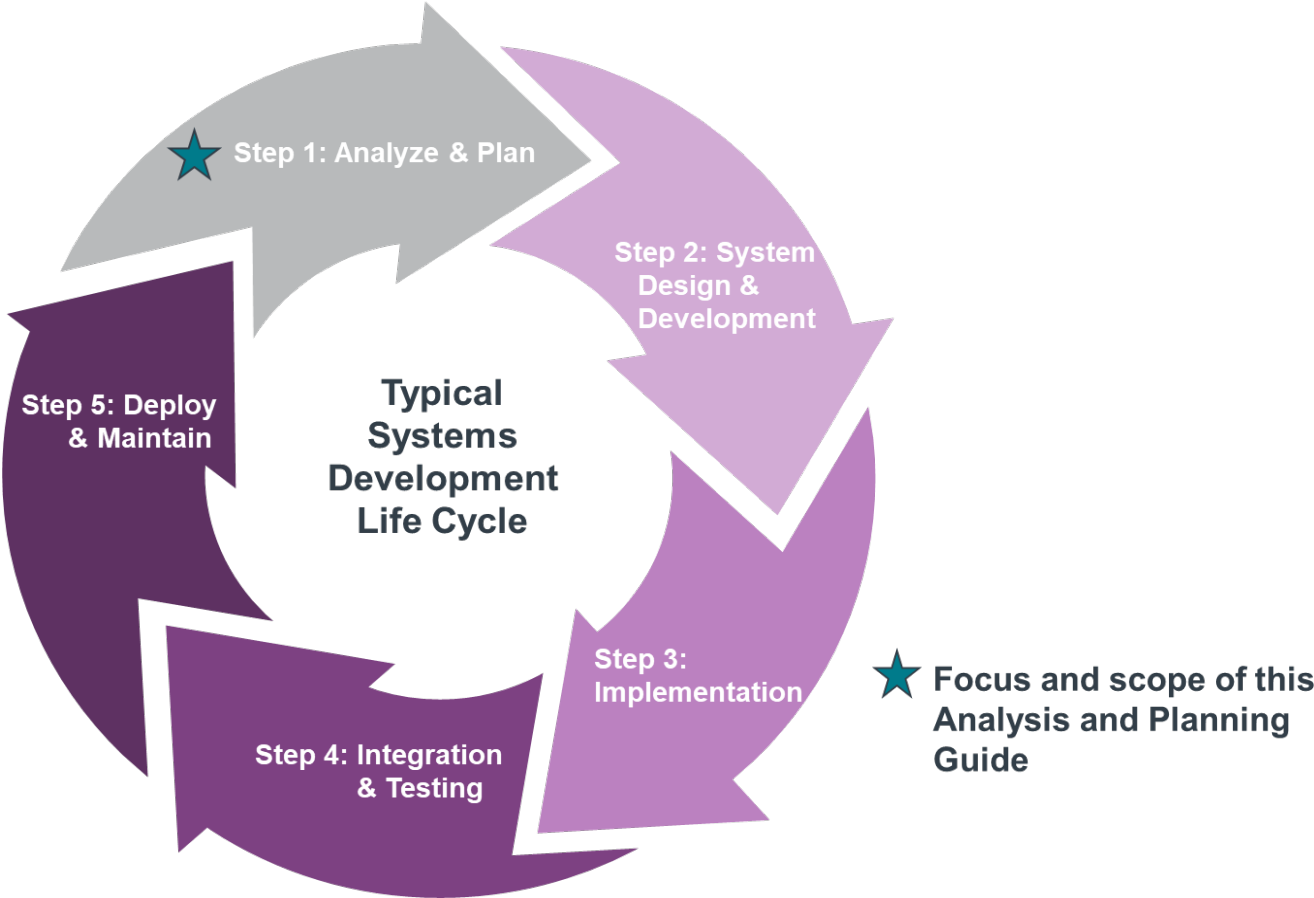 Step 1: Analyze & Plan
Step 2: System
Design &
Development
Step 3:
Implementation
Step 4: Integration
& Testing
Step 5: Deploy
& Maintain
Typical
Systems
Development
Life Cycle
Focus and scope of this
Analysis and Planning
Guide